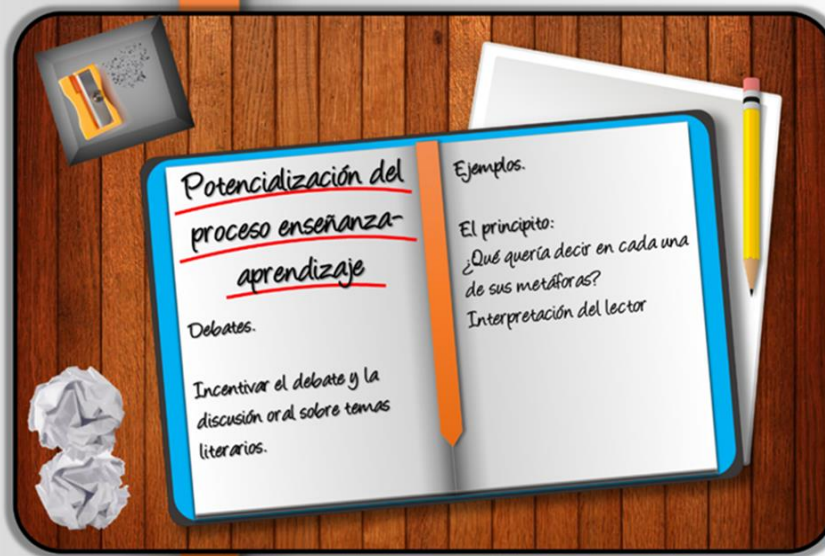 Potencialización del
proceso enseñanza-
aprendizaje
Debates.
Incentivar el debate y la
discusión oral sobre temas
literarios.
Ejemplos.
El principito:
¿Qué quería decir en cada una
de sus metáforas?
Interpretación del lector